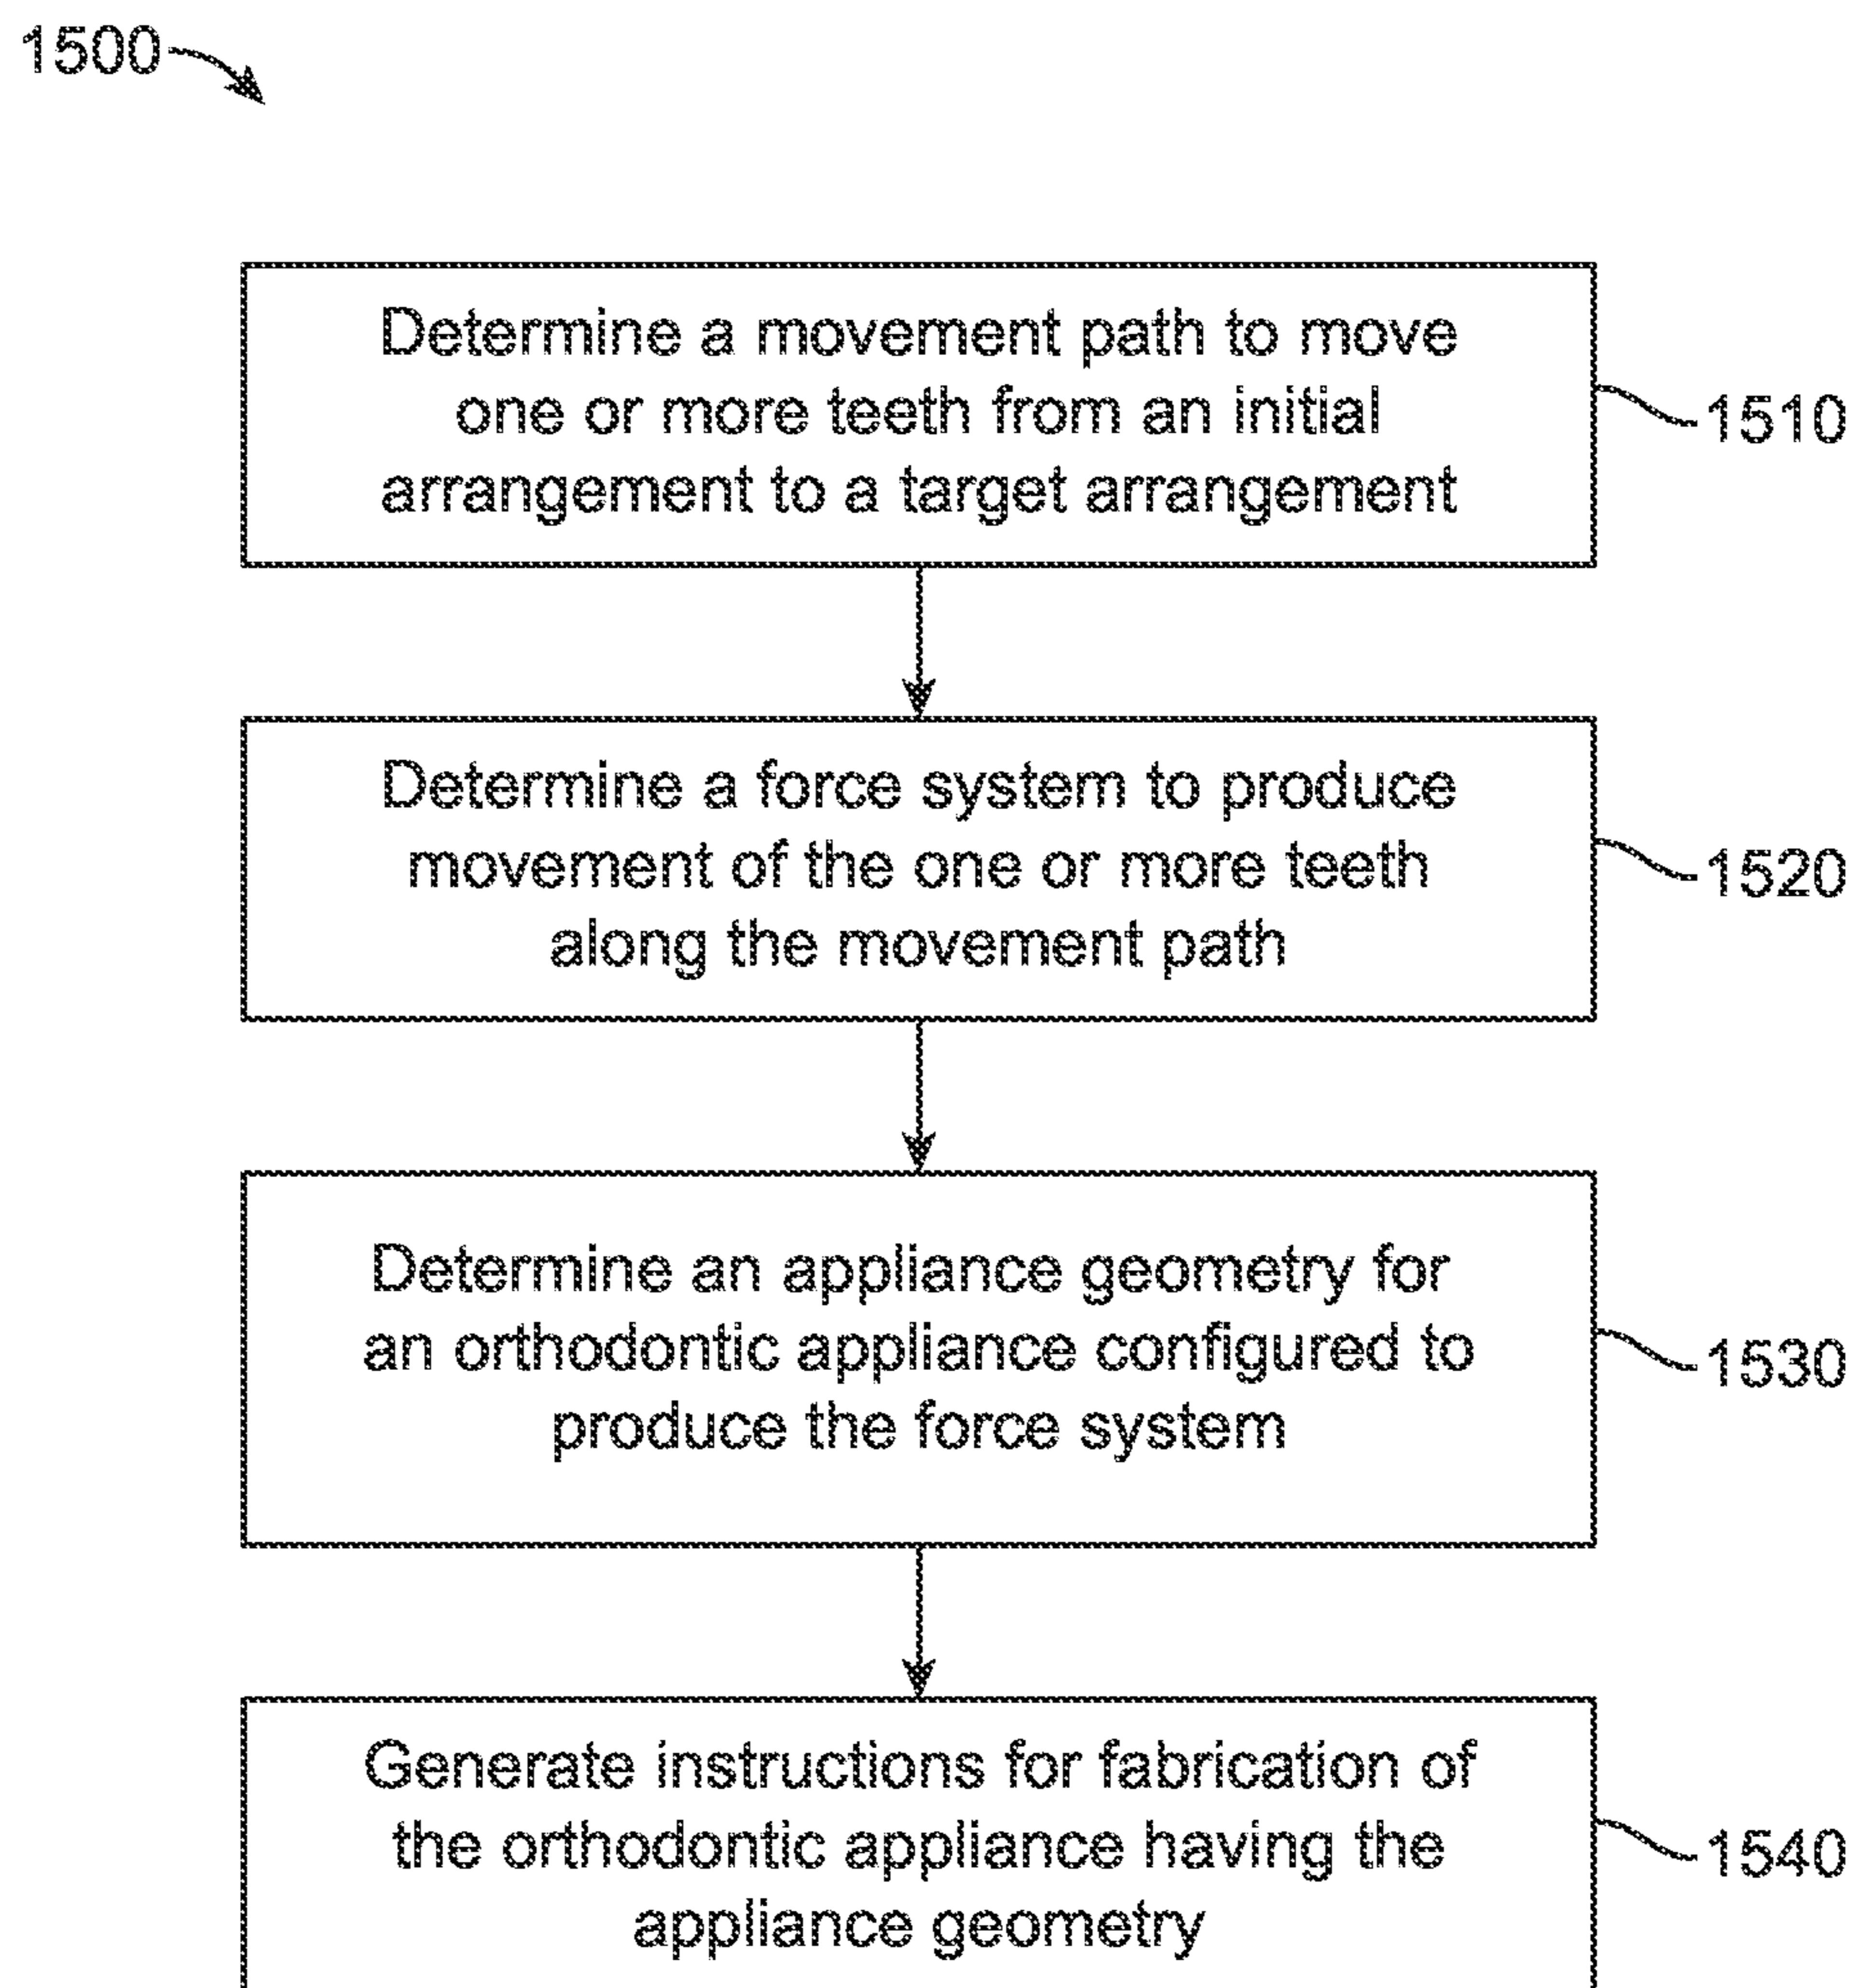 1500
Determine a movement path to move
one or more teeth from an initial
arrangement to a target arrangement
1510
Determine a force system to produce
movement of the one or more teeth
along the movement path
1520
Determine an appliance geometry for
an orthodontic appliance configured to
produce the force system
1530
Generate instructions for fabrication of
the orthodontic appliance having the
appliance geometry
1540